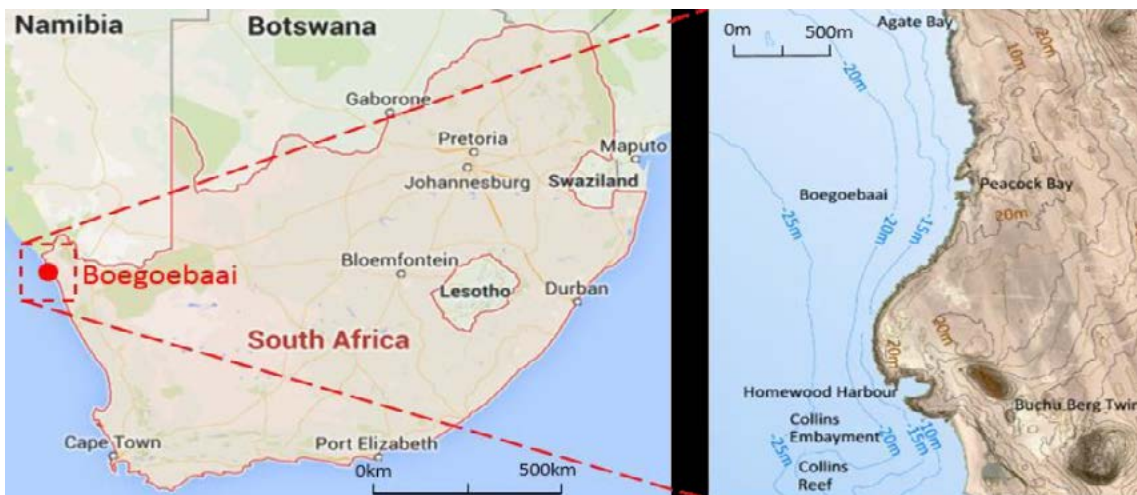 Namibia
Botswana
Gaborone
Pretoria
Johannesburg
Maputo
Swaziland
Boegoebaai
Bloemfontein
Lesotho
Durban
South Africa
Cape Town
Port Elizabeth
0km
500km
0m
500m
Agate Bay
-20m
10m
20m
Boegoebaai
Peacock Bay
-25m
-20m
-15m
20m
20m
20m
Homewood Harbour
Buchu Berg Twin
Collins
Embayment
-10m
-15m
-20m
-25m
Collins
Reef